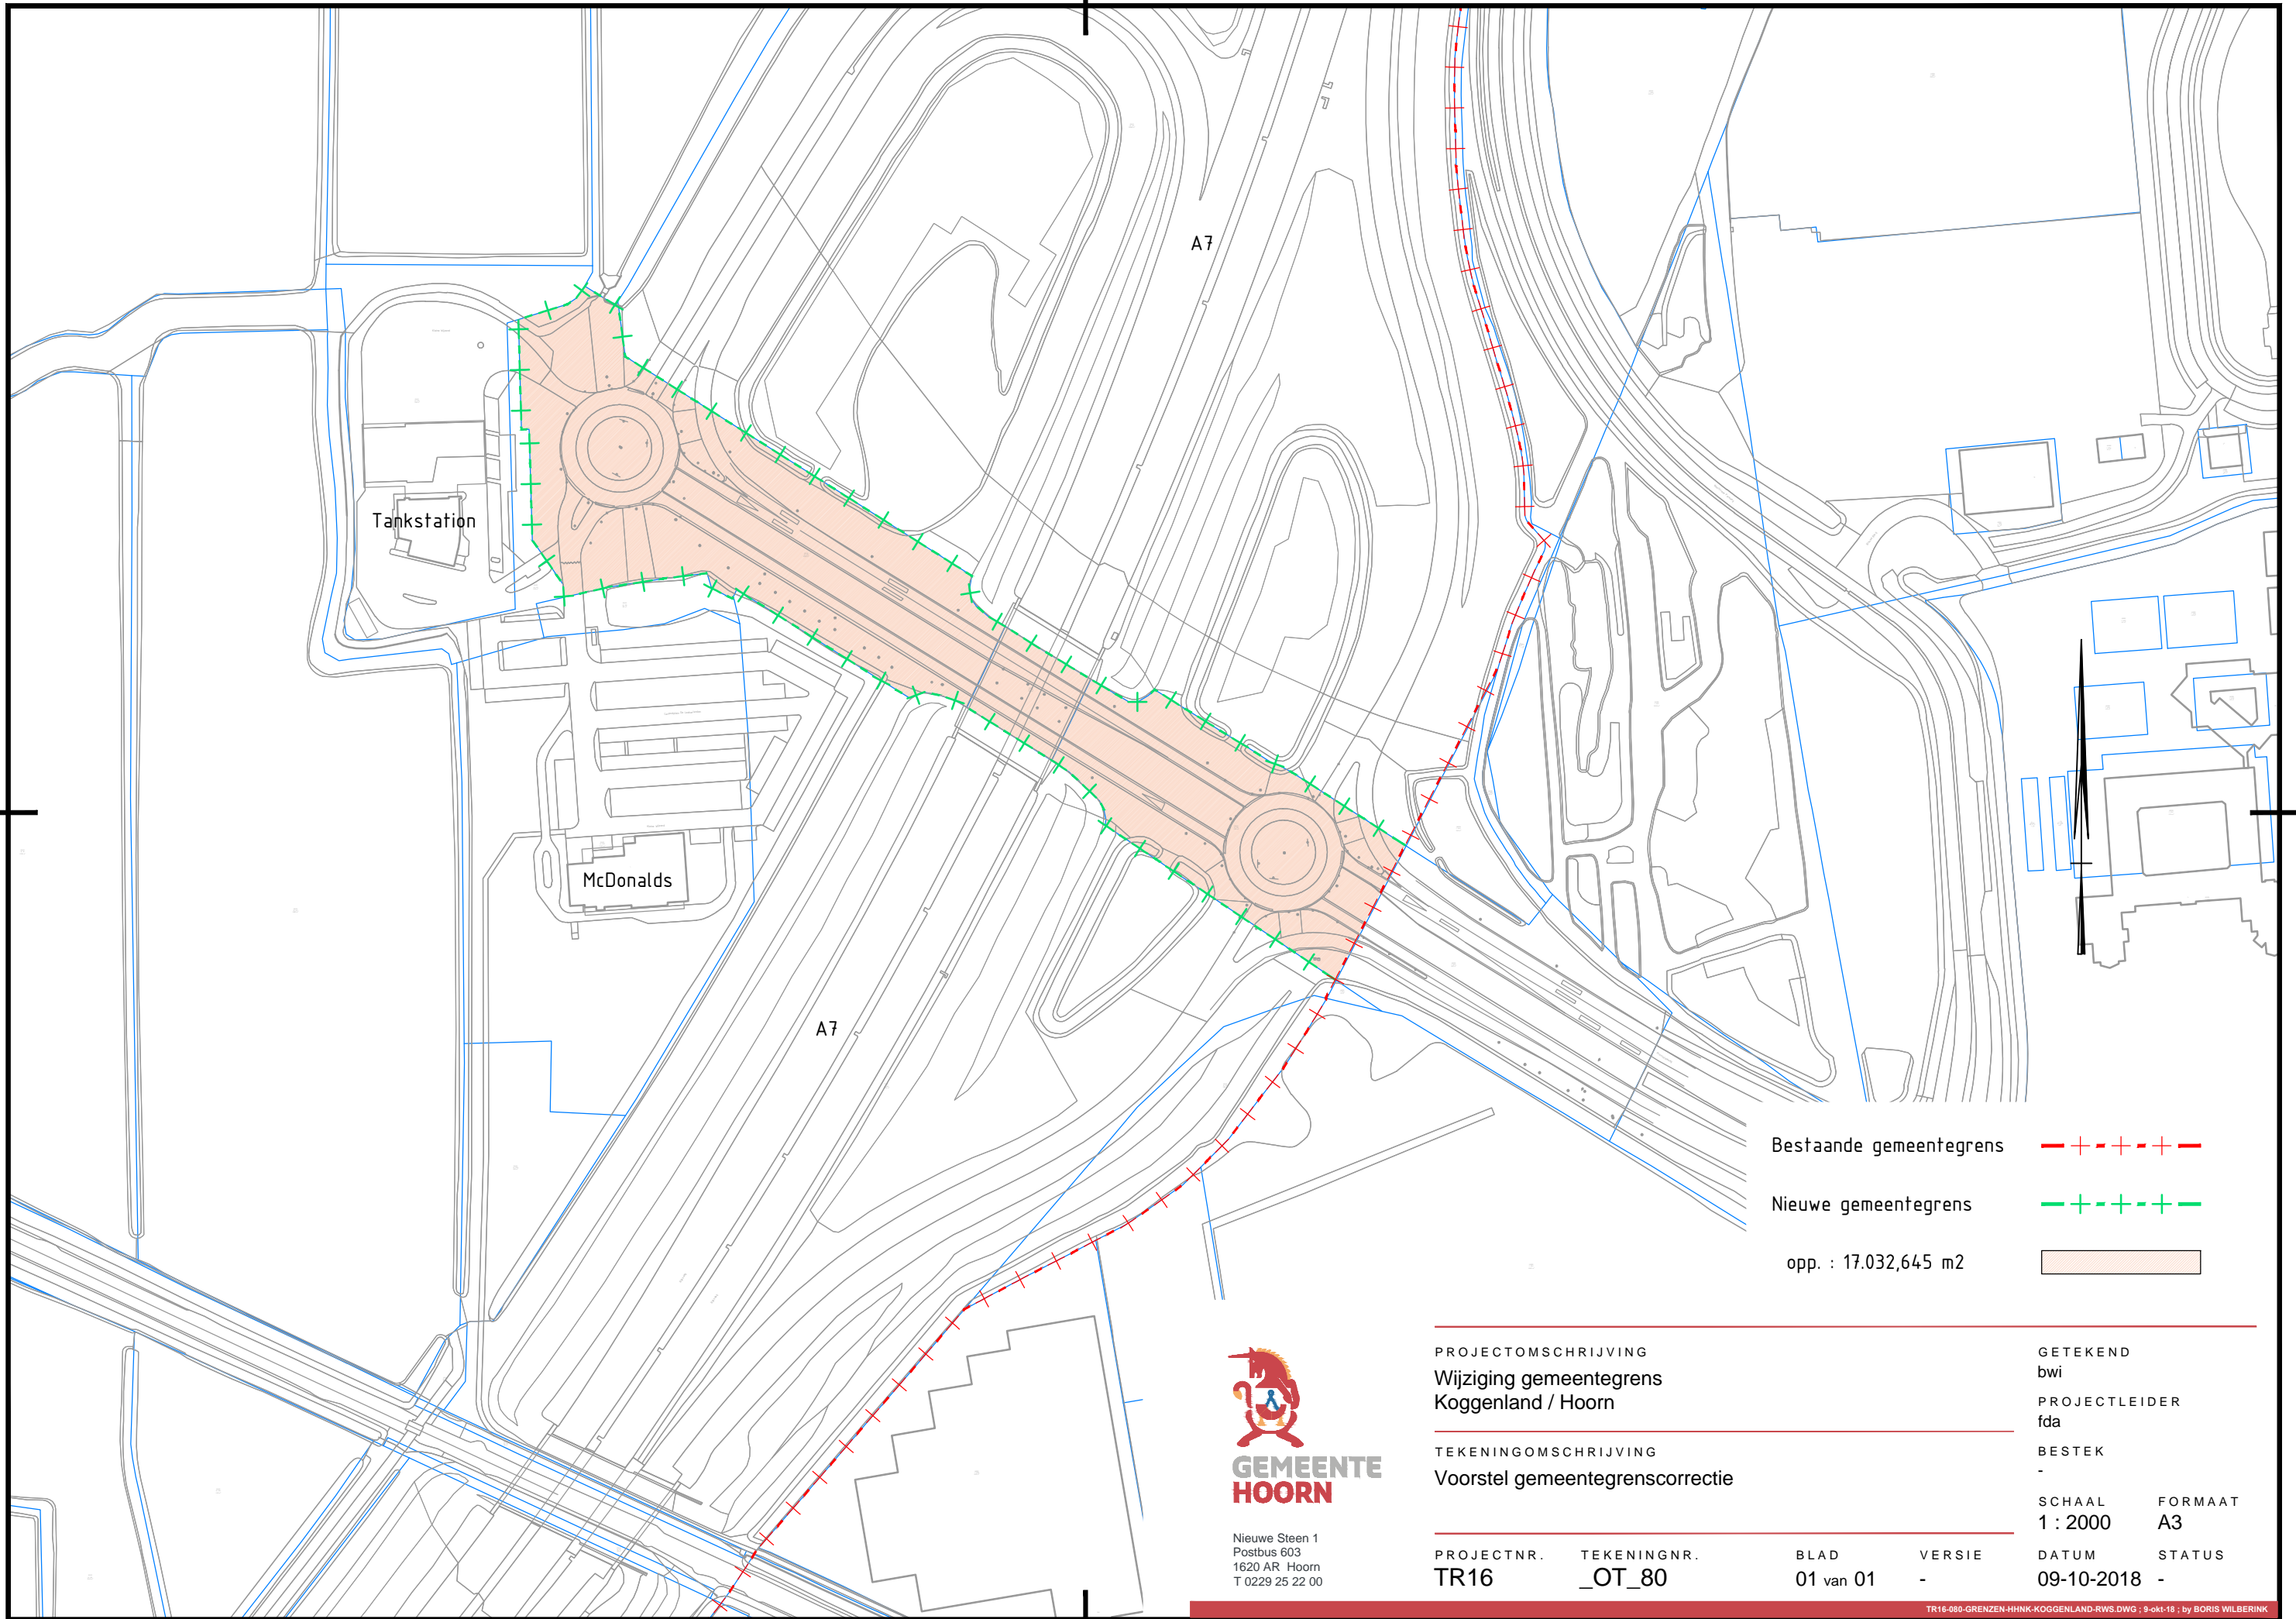 A7
Tankstation
McDonalds
A7
Bestaande gemeentegrens
Nieuwe gemeentegrens
opp. : 17.032,645 m2
GEMEENTE
HOORN
Nieuwe Steen 1
Postbus 603
1620 AR Hoorn
T 0229 25 22 00
PROJECTOMSCHRIJVING
Wijziging gemeentegrens
Koggenland / Hoorn
TEKENINGOMSCHRIJVING
Voorstel gemeentegrenscorrectie
PROJECTNR. TEKENINGNR. BLAD VERSIE
TR16 _OT_80 01 van 01 -
GETEKEND
bwi
PROJECTLEIDER
fda
BESTEK
-
SCHAAL FORMAAT
1 : 2000 A3
DATUM STATUS
09-10-2018 -
TR16-080-GRENZEN-HHNK-KOGGENLAND-RWS.DWG ; 9-okt-18 ; by BORIS WILBERINK